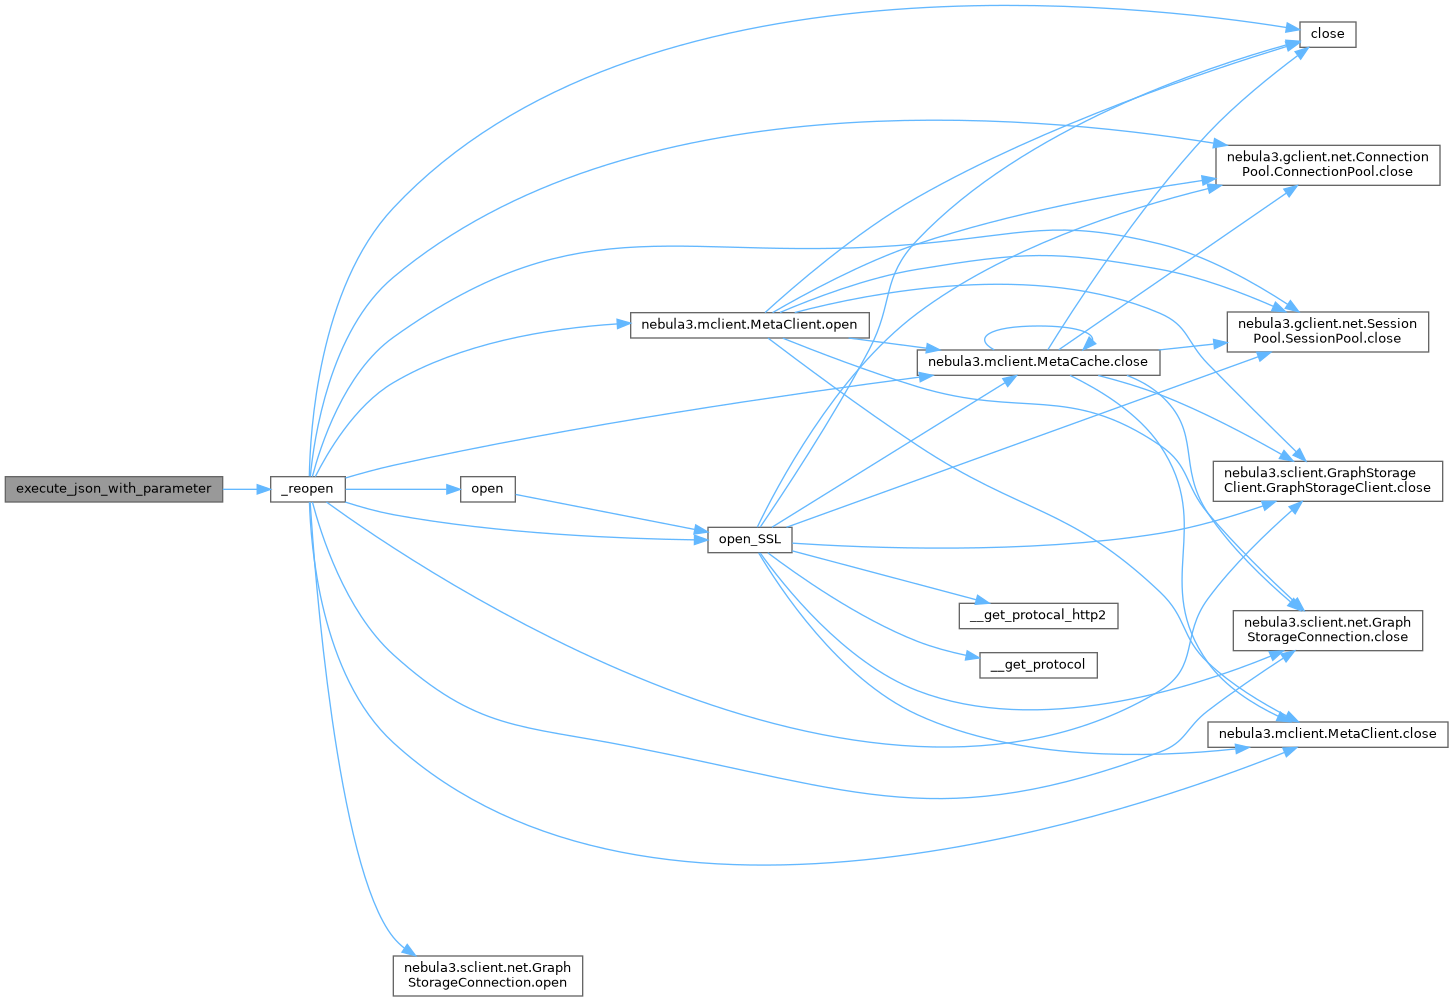 close
nebula3.gclient.net.Connection
Pool.ConnectionPool.close
nebula3.gclient.net.Session
Pool.SessionPool.close
nebula3.mclient.MetaClient.open
nebula3.mclient.MetaCache.close
nebula3.sclient.GraphStorage
Client.GraphStorageClient.close
execute_json_with_parameter
_reopen
open
open_SSL
__get_protocal_http2
nebula3.sclient.net.Graph
StorageConnection.close
__get_protocol
nebula3.mclient.MetaClient.close
nebula3.sclient.net.Graph
StorageConnection.open